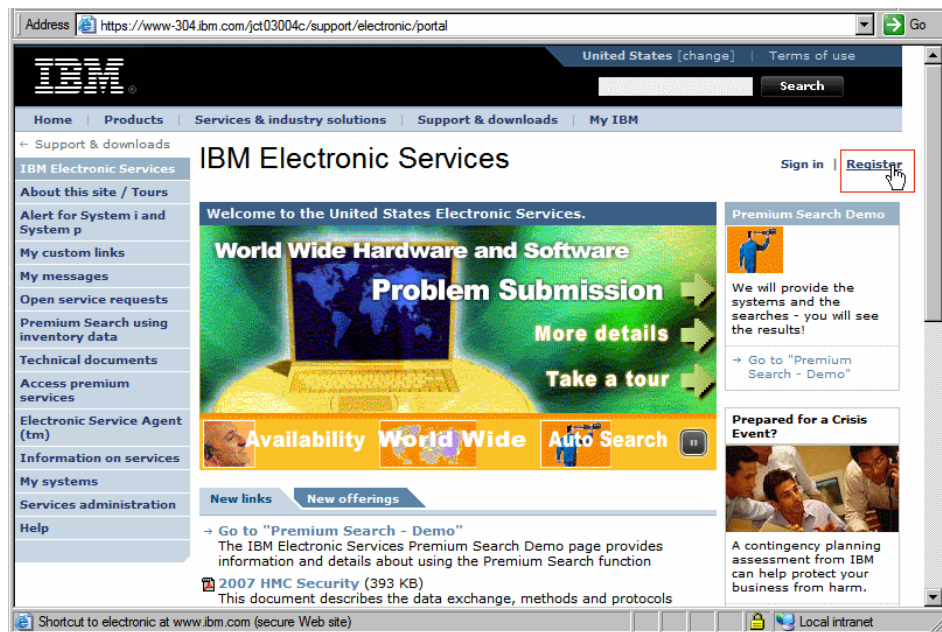 Address https://www-304.ibm.com/jct03004c/support/electronic/portal Go
United States [change] | Terms of use
IBM®
Search
Home | Products | Services & industry solutions | Support & downloads | My IBM
← Support & downloads
IBM Electronic Services
About this site / Tours
Alert for System i and
System p
My custom links
My messages
Open service requests
Premium Search using
inventory data
Technical documents
Access premium
services
Electronic Service Agent
(tm)
Information on services
My systems
Services administration
Help
IBM Electronic Services
Sign in | Register
Welcome to the United States Electronic Services.
World Wide Hardware and Software
Problem Submission
More details
Take a tour
Availability World Wide Auto Search
New links New offerings
→ Go to "Premium Search - Demo"
The IBM Electronic Services Premium Search Demo page provides
information and details about using the Premium Search function
2007 HMC Security (393 KB)
This document describes the data exchange, methods and protocols
Premium Search Demo
We will provide the
systems and the
searches - you will see
the results!
→ Go to "Premium
Search - Demo"
Prepared for a Crisis
Event?
A contingency planning
assessment from IBM
can help protect your
business from harm.
Shortcut to electronic at www.ibm.com (secure Web site) Local intranet